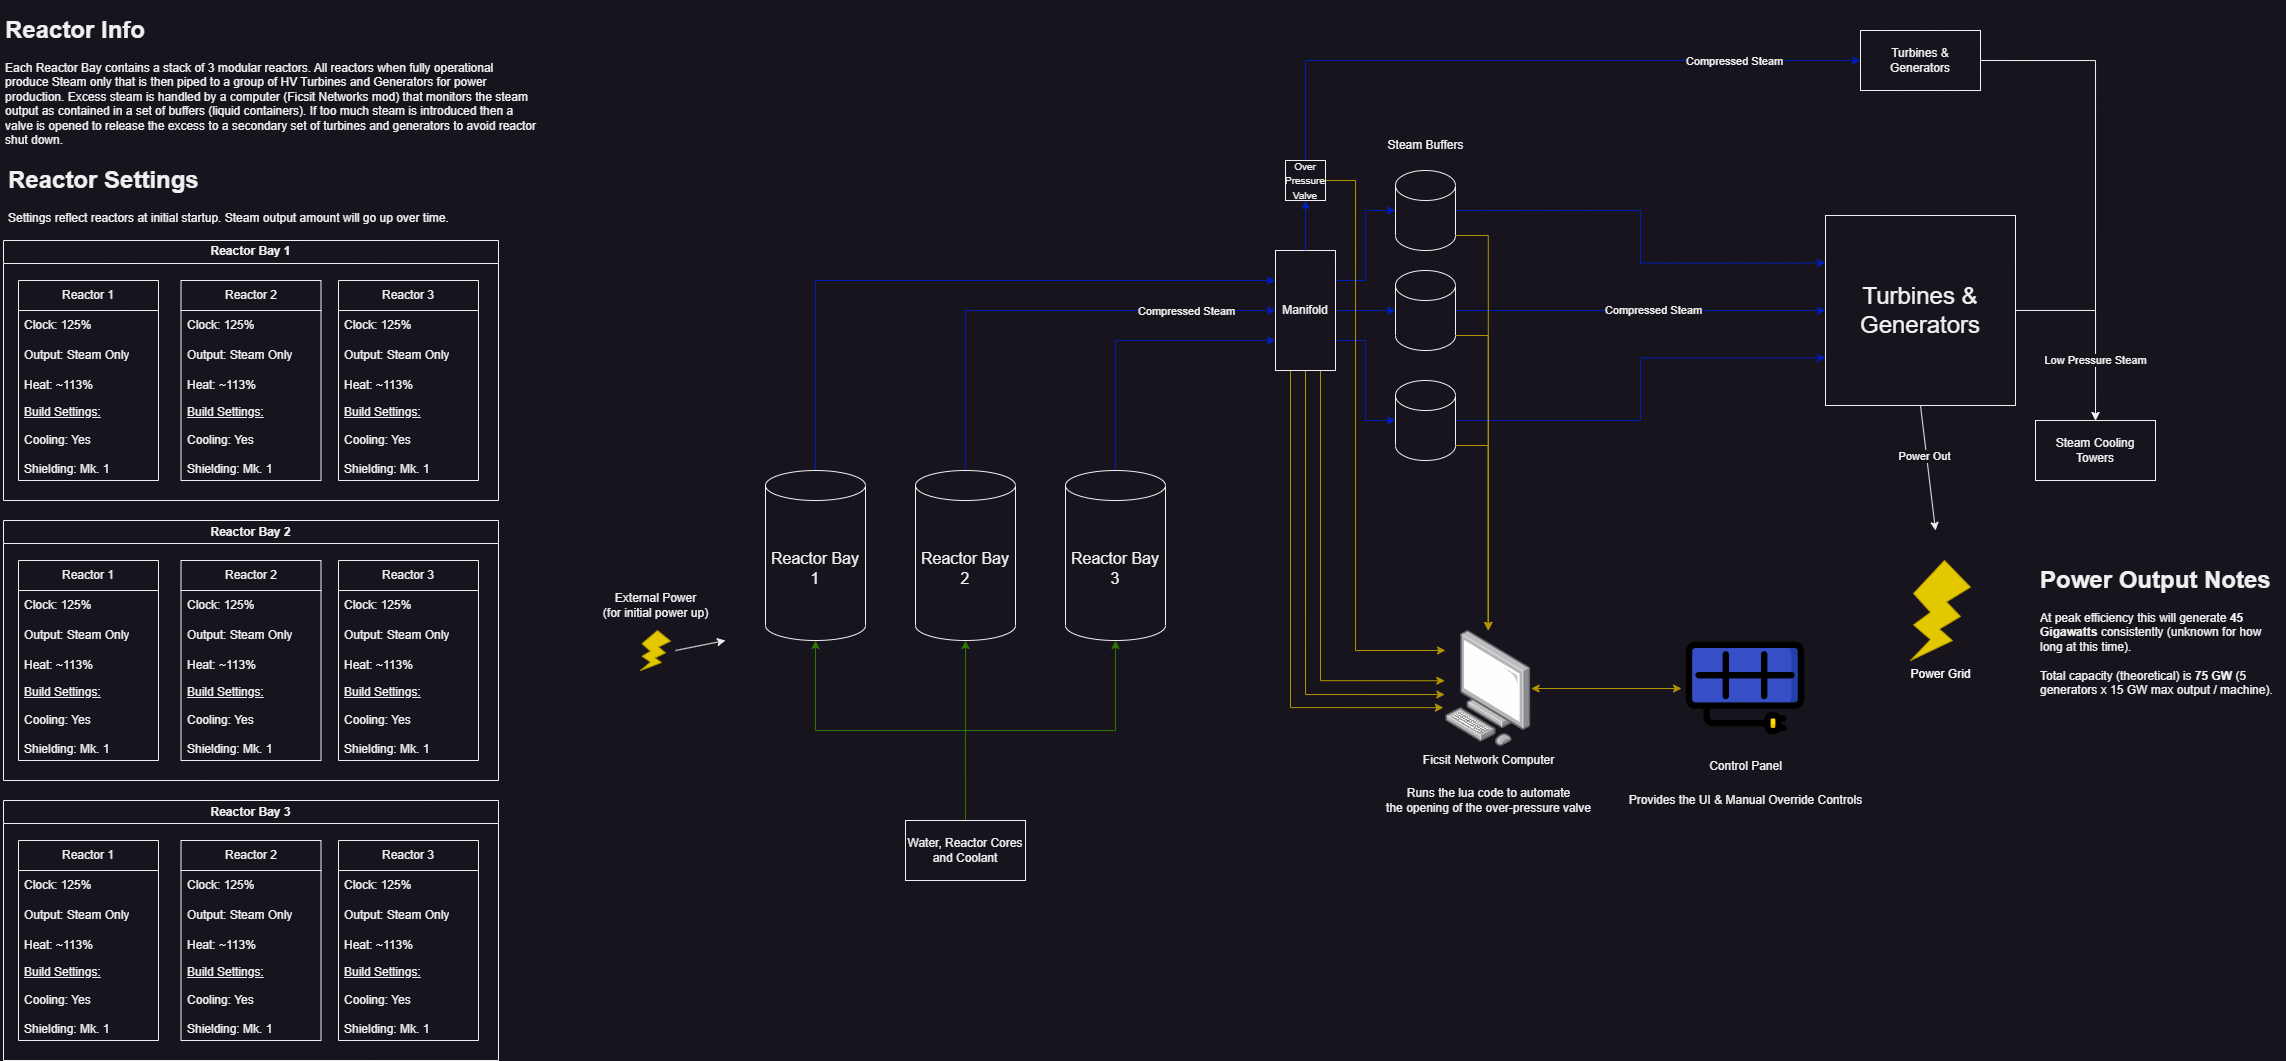 Reactor Info
Each Reactor Bay contains a stack of 3 modular reactors. All reactors when fully operational
produce Steam only that is then piped to a group of HV Turbines and Generators for power
production. Excess steam is handled by a computer (Ficsit Networks mod) that monitors the steam
output as contained in a set of buffers (liquid containers). If too much steam is introduced then a
valve is opened to release the excess to a secondary set of turbines and generators to avoid reactor
shut down.
Reactor Settings
Settings reflect reactors at initial startup. Steam output amount will go up over time.
Reactor Bay 1
Reactor 1
Clock: 125%
Output: Steam Only
Heat: ~113%
Build Settings:
Cooling: Yes
Shielding: Mk. 1
Reactor 2
Clock: 125%
Output: Steam Only
Heat: ~113%
Build Settings:
Cooling: Yes
Shielding: Mk. 1
Reactor 3
Clock: 125%
Output: Steam Only
Heat: ~113%
Build Settings:
Cooling: Yes
Shielding: Mk. 1
Reactor Bay 2
Reactor 1
Clock: 125%
Output: Steam Only
Heat: ~113%
Build Settings:
Cooling: Yes
Shielding: Mk. 1
Reactor 2
Clock: 125%
Output: Steam Only
Heat: ~113%
Build Settings:
Cooling: Yes
Shielding: Mk. 1
Reactor 3
Clock: 125%
Output: Steam Only
Heat: ~113%
Build Settings:
Cooling: Yes
Shielding: Mk. 1
Reactor Bay 3
Reactor 1
Clock: 125%
Output: Steam Only
Heat: ~113%
Build Settings:
Cooling: Yes
Shielding: Mk. 1
Reactor 2
Clock: 125%
Output: Steam Only
Heat: ~113%
Build Settings:
Cooling: Yes
Shielding: Mk. 1
Reactor 3
Clock: 125%
Output: Steam Only
Heat: ~113%
Build Settings:
Cooling: Yes
Shielding: Mk. 1
External Power
(for initial power up)
Reactor Bay
1
Reactor Bay
2
Reactor Bay
3
Water, Reactor Cores
and Coolant
Compressed Steam
Manifold
Over
Pressure
Valve
Compressed Steam
Turbines &
Generators
Steam Buffers
Compressed Steam
Turbines &
Generators
Low Pressure Steam
Steam Cooling
Towers
Power Out
Power Grid
Ficsit Network Computer
Runs the lua code to automate
the opening of the over-pressure valve
Control Panel
Provides the UI & Manual Override Controls
Power Output Notes
At peak efficiency this will generate 45
Gigawatts consistently (unknown for how
long at this time).
Total capacity (theoretical) is 75 GW (5
generators x 15 GW max output / machine).